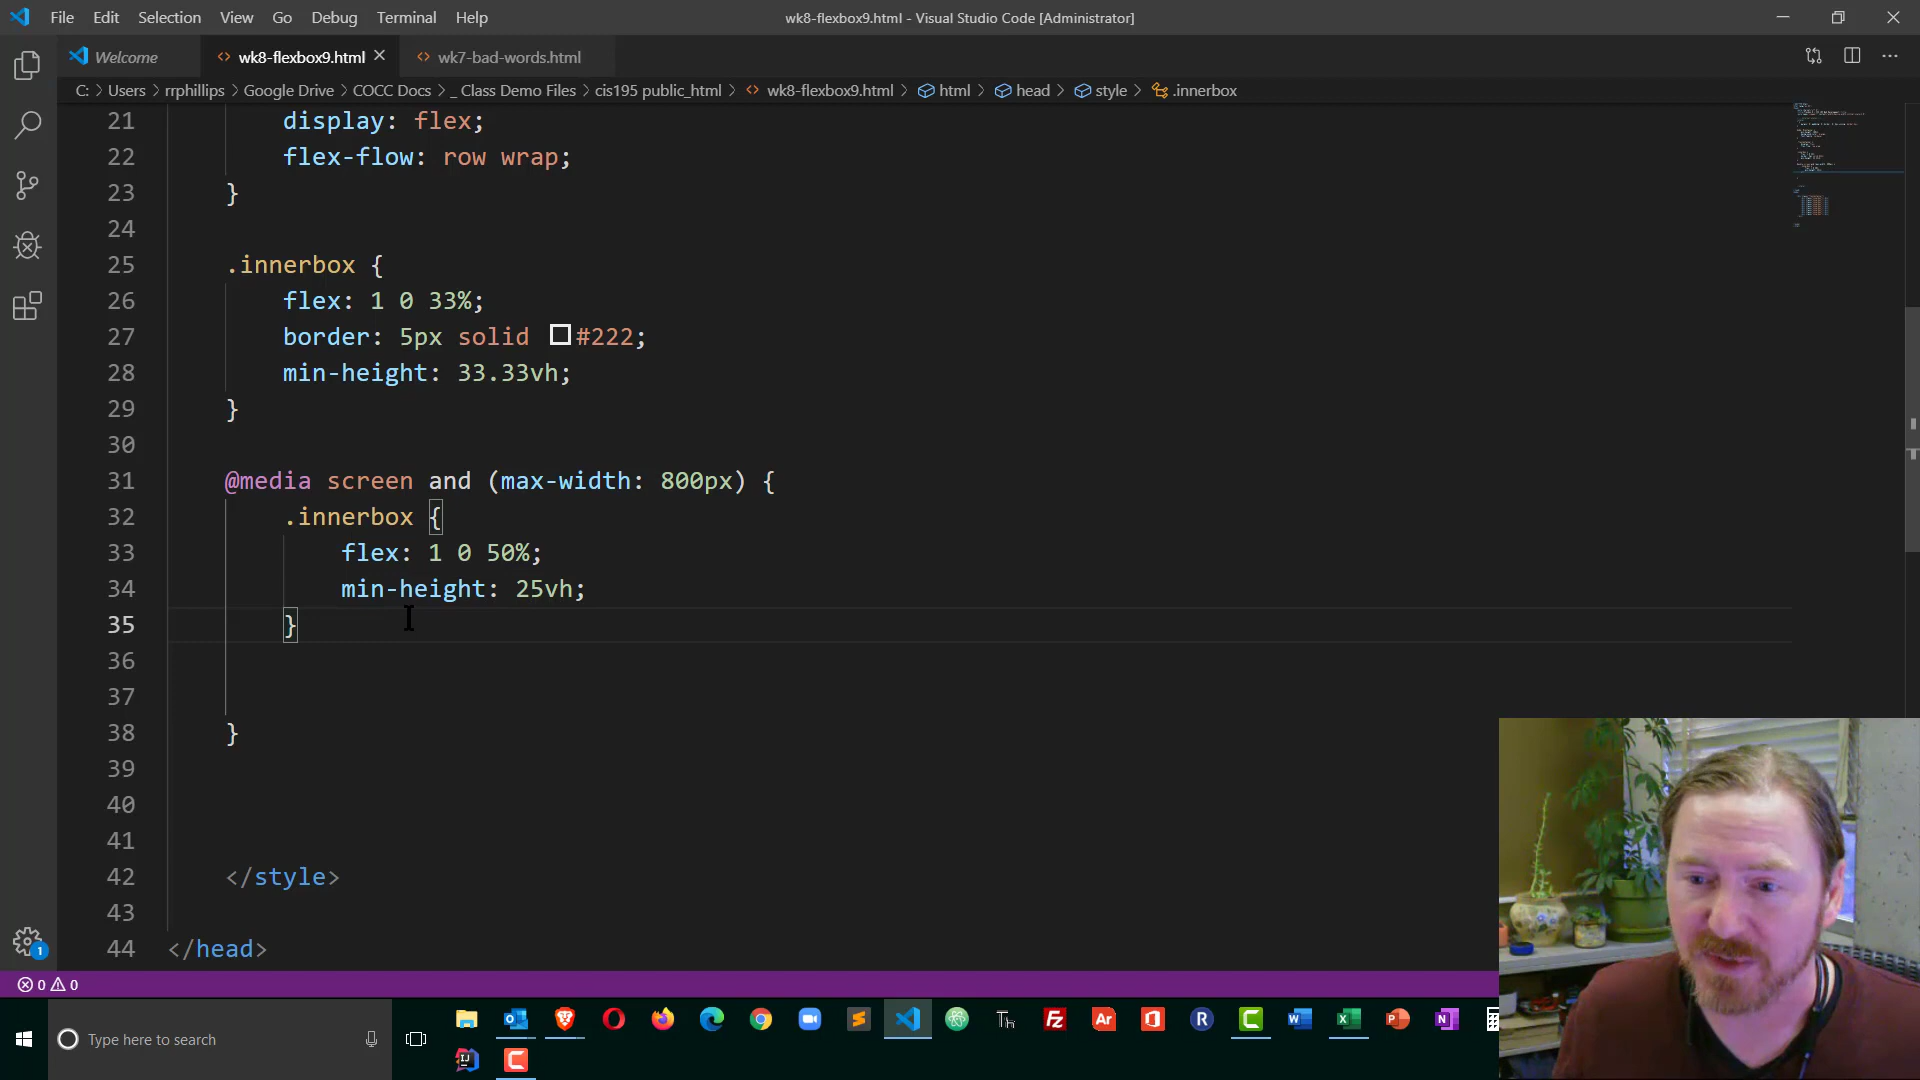 File Edit Selection View Go Debug Terminal Help
wk8-flexbox9.html - Visual Studio Code [Administrator]
Welcome wk8-flexbox9.html wk7-bad-words.html
C: > Users > rrphillips > Google Drive > COCC Docs > _ Class Demo Files > cis195 public_html > wk8-flexbox9.html > html > head > style > .innerbox
21 display: flex;
22 flex-flow: row wrap;
23 }
24
25 .innerbox {
26 flex: 1 0 33%;
27 border: 5px solid #222;
28 min-height: 33.33vh;
29 }
30
31 @media screen and (max-width: 800px) {
32 .innerbox {
33 flex: 1 0 50%;
34 min-height: 25vh;
35 }
36
37
38 }
39
40
41
42 </style>
43
44 </head>
1
0 0
Type here to search